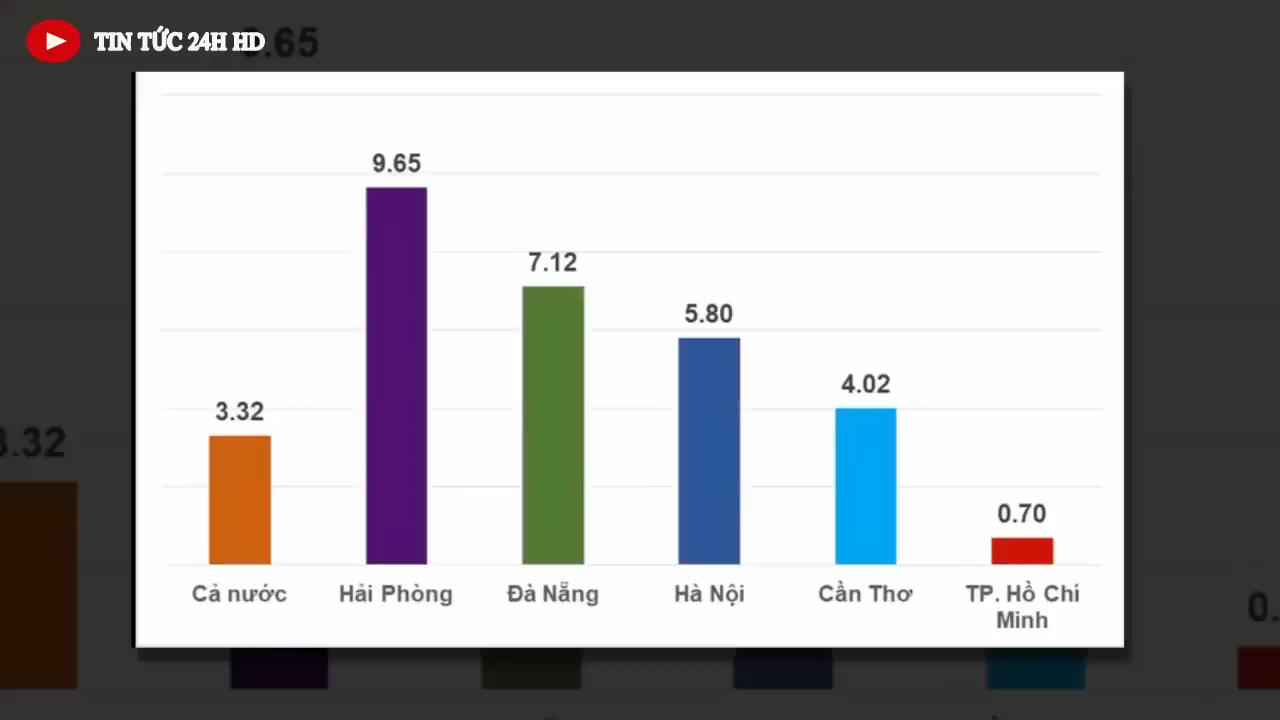 TIN TỨC 24H HD
9.65
7.12
5.80
4.02
3.32
0.70
Cả nước
Hải Phòng
Đà Nẵng
Hà Nội
Cần Thơ
TP. Hồ Chí
Minh